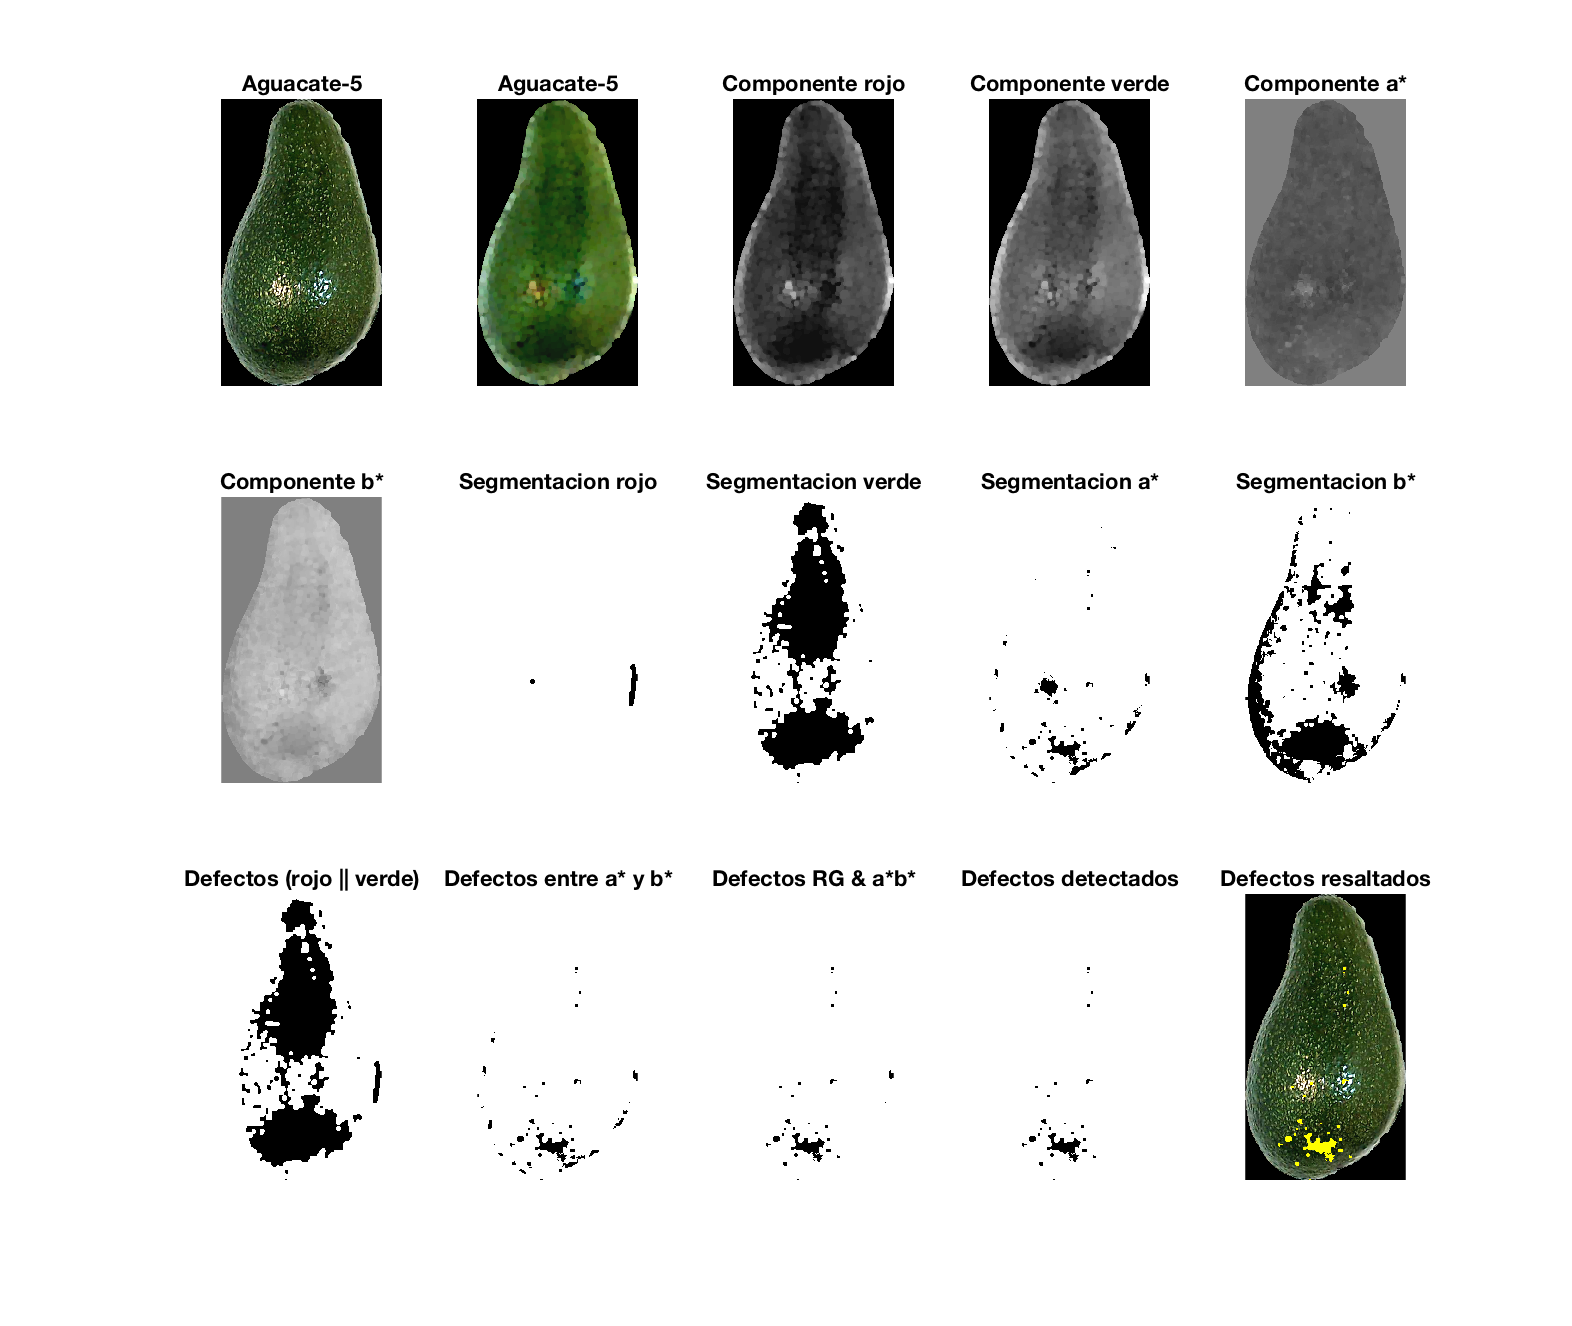 Aguacate-5
Aguacate-5
Componente rojo
Componente verde
Componente a*
Componente b*
Segmentacion rojo
Segmentacion verde
Segmentacion a*
Segmentacion b*
Defectos (rojo || verde)
Defectos entre a* y b*
Defectos RG & a*b*
Defectos detectados
Defectos resaltados